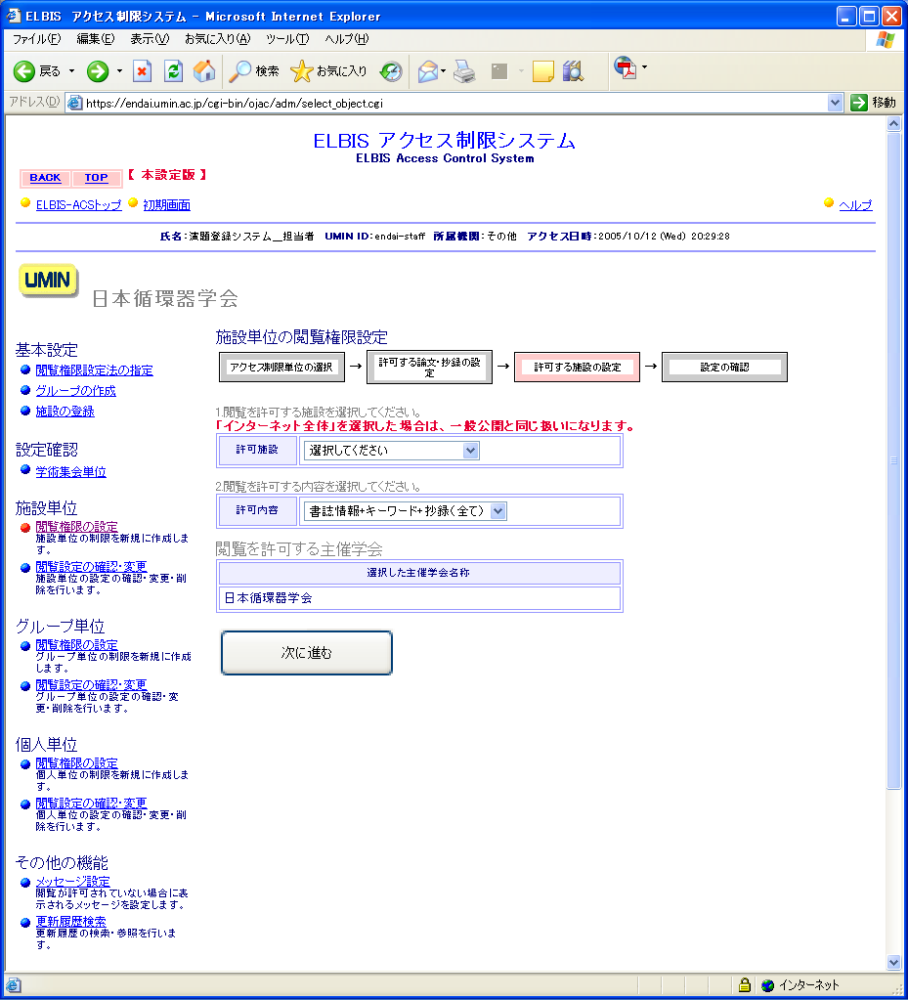 ELBIS アクセス制限システム - Microsoft Internet Explorer
ファイル(F) 編集(E) 表示(V) お気に入り(A) ツール(T) ヘルプ(H)
戻る 検索 お気に入り
アドレス(D) https://endai.umin.ac.jp/cgi-bin/ojac/adm/select_object.cgi 移動
ELBIS アクセス制限システム
ELBIS Access Control System
BACK TOP 【 本設定版 】
ELBIS-ACSトップ 初期画面 ヘルプ
氏名：演題登録システム＿担当者 UMIN ID：endai-staff 所属機関：その他 アクセス日時：2005/10/12 (Wed) 20:29:28
UMIN 日本循環器学会
基本設定
閲覧権限設定法の指定
グループの作成
施設の登録
設定確認
学術集会単位
施設単位
閲覧権限の設定
施設単位の制限を新規に作成しま
す。
閲覧設定の確認・変更
施設単位の設定の確認・変更・削
除を行います。
グループ単位
閲覧権限の設定
グループ単位の制限を新規に作成
します。
閲覧設定の確認・変更
グループ単位の設定の確認・変
更・削除を行います。
個人単位
閲覧権限の設定
個人単位の制限を新規に作成しま
す。
閲覧設定の確認・変更
個人単位の設定の確認・変更・削
除を行います。
その他の機能
メッセージ設定
閲覧が許可されていない場合に表
示されるメッセージを設定します。
更新履歴検索
更新履歴の検索・参照を行いま
す。
施設単位の閲覧権限設定
アクセス制限単位の選択 → 許可する論文・抄録の設
定 → 許可する施設の設定 → 設定の確認
1.閲覧を許可する施設を選択してください。
「インターネット全体」を選択した場合は、一般公開と同じ扱いになります。
許可施設 選択してください
2.閲覧を許可する内容を選択してください。
許可内容 書誌情報+キーワード+抄録（全て）
閲覧を許可する主催学会
選択した主催学会名称
日本循環器学会
次に進む
インターネット